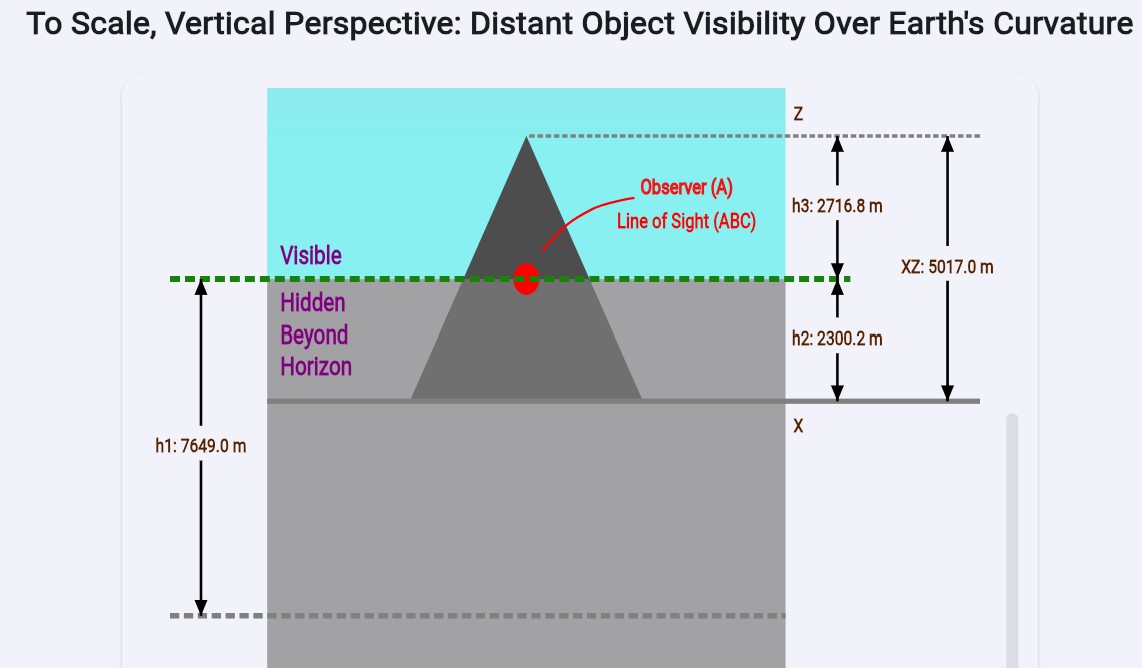 To Scale, Vertical Perspective: Distant Object Visibility Over Earth's Curvature
Z
Observer (A)
Line of Sight (ABC)
h3: 2716.8 m
Visible
XZ: 5017.0 m
Hidden
Beyond
Horizon
h2: 2300.2 m
X
h1: 7649.0 m